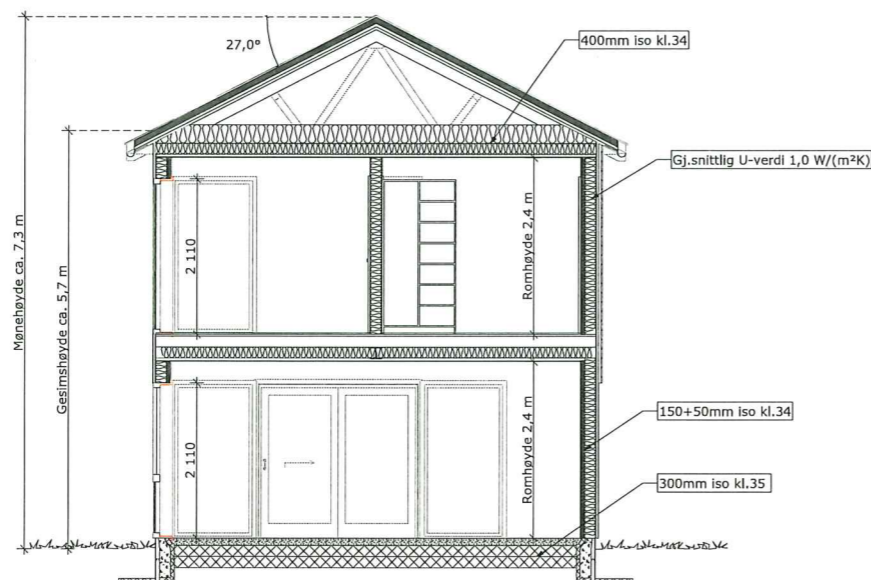 27,0°
400mm iso kl.34
Gj.snittlig U-verdi 1,0 W/(m²K)
Mønehøyde ca. 7,3 m
Gesimshøyde ca. 5,7 m
2 110
Romhøyde 2,4 m
2 110
Romhøyde 2,4 m
150+50mm iso kl.34
300mm iso kl.35